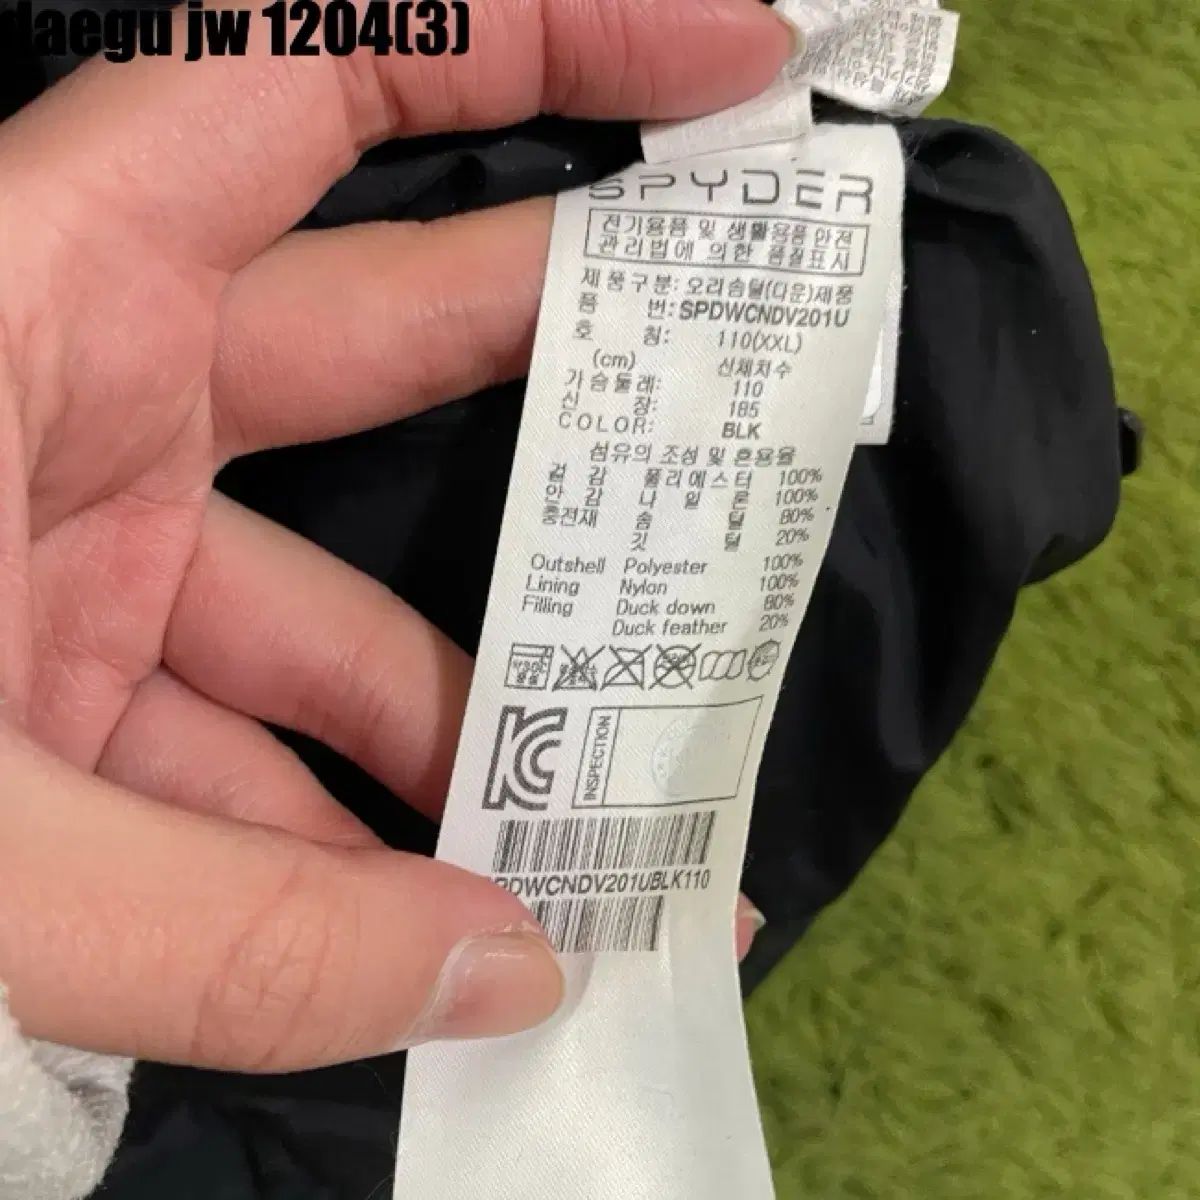 daegu jw 1204(3)
SPYDER
전기용품 및 생활용품안전
관리법에 의한 품질표시
제품구분: 오리솜털(다운)제품
품 번: SPDWCNDV201U
호 칭: 110(XXL)
(cm) 신체치수
가슴둘레: 110
신 장: 185
COLOR: BLK
섬유의 조성 및 혼용율
겉감 폴리에스터 100%
안감 나일론 100%
충전재 솜털 80%
깃털 20%
Outshell Polyester 100%
Lining Nylon 100%
Filling Duck down 80%
Duck feather 20%
INSPECTION
PDWCNDV201UBLK110